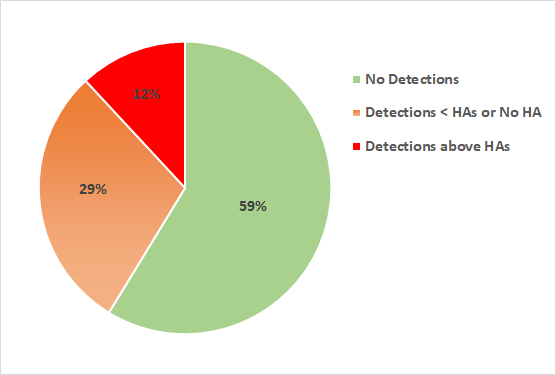 No Detections
Detections < HAs or No HA
Detections above HAs
12%
29%
59%